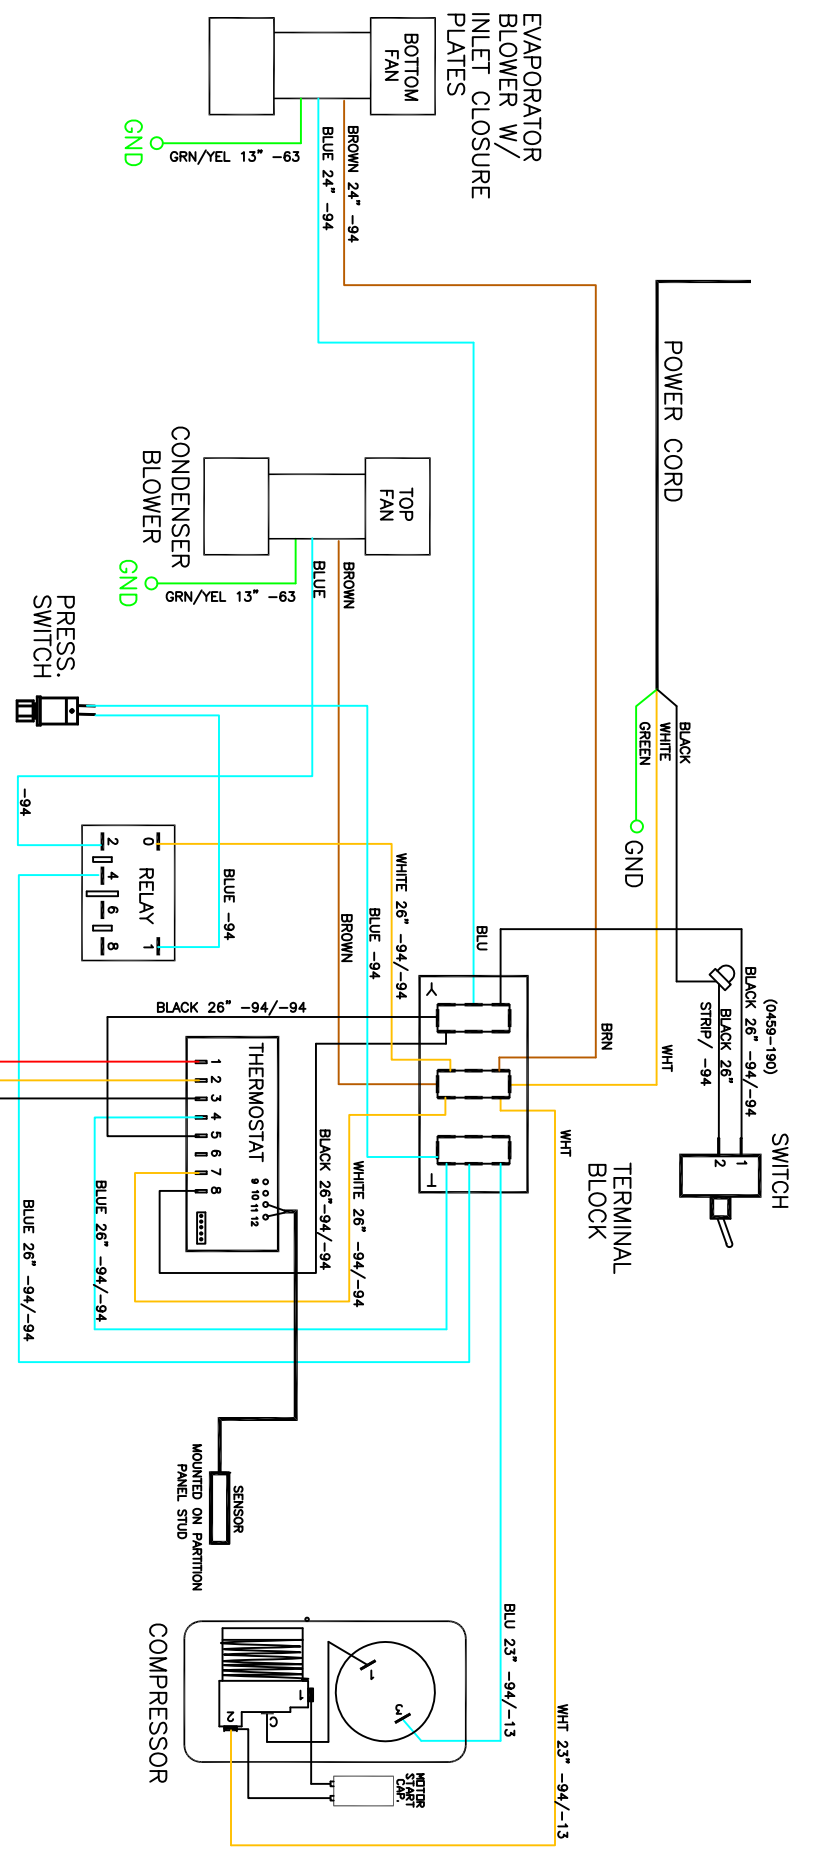 EVAPORATOR
BLOWER W/
INLET CLOSURE
PLATES
BOTTOM
FAN
GND
GRN/YEL 13" -63
BLUE 24" -94
BROWN 24" -94
POWER CORD
CONDENSER
BLOWER
TOP
FAN
GND
GRN/YEL 13" -63
BLUE
BROWN
PRESS.
SWITCH
BLACK
WHITE
GREEN
GND
-94
RELAY
0
1
2
4
6
8
BLUE -94
WHITE 26" -94/-94
BLUE -94
BROWN
BLU
BRN
WHT
(0459-190)
BLACK 26" -94/-94
BLACK 26"
STRIP/ -94
SWITCH
1
2
BLACK 26" -94/-94
THERMOSTAT
1
2
3
4
5
6
7
8
9 10 11 12
Y
T
TERMINAL
BLOCK
WHT
BLACK 26"-94/-94
WHITE 26" -94/-94
BLUE 26" -94/-94
BLUE 26" -94/-94
SENSOR
MOUNTED ON PARTITION
PANEL STUD
COMPRESSOR
1
3
1
2
C
MOTOR
START
CAP.
BLU 23" -94/-13
WHT 23" -94/-13